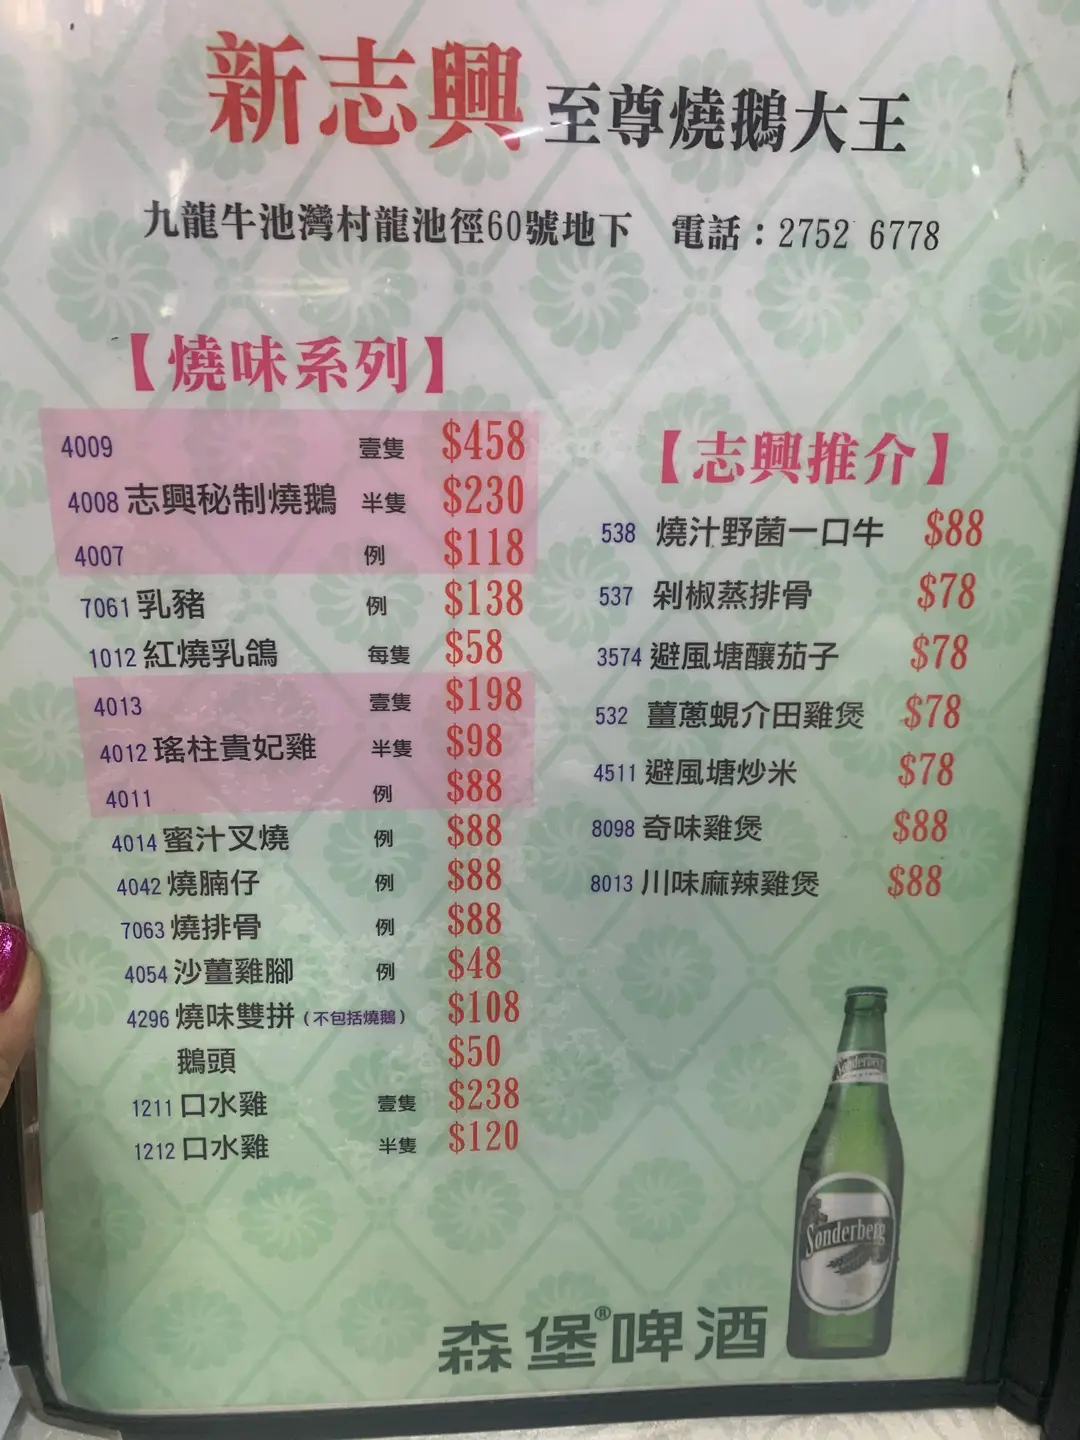 新志興 至尊燒鵝大王
九龍牛池灣村龍池徑60號地下 電話：2752 6778
【燒味系列】
4009 壹隻 $458
4008 志興秘制燒鵝 半隻 $230
4007 例 $118
7061 乳豬 例 $138
1012 紅燒乳鴿 每隻 $58
4013 壹隻 $198
4012 瑤柱貴妃雞 半隻 $98
4011 例 $88
4014 蜜汁叉燒 例 $88
4042 燒腩仔 例 $88
7063 燒排骨 例 $88
4054 沙薑雞腳 例 $48
4296 燒味雙拼（不包括燒鵝） $108
鵝頭 $50
1211 口水雞 壹隻 $238
1212 口水雞 半隻 $120
【志興推介】
538 燒汁野菌一口牛 $88
537 剁椒蒸排骨 $78
3574 避風塘釀茄子 $78
532 薑蔥蜆介田雞煲 $78
4511 避風塘炒米 $78
8098 奇味雞煲 $88
8013 川味麻辣雞煲 $88
Sonderberg
Sonderberg
森堡®啤酒